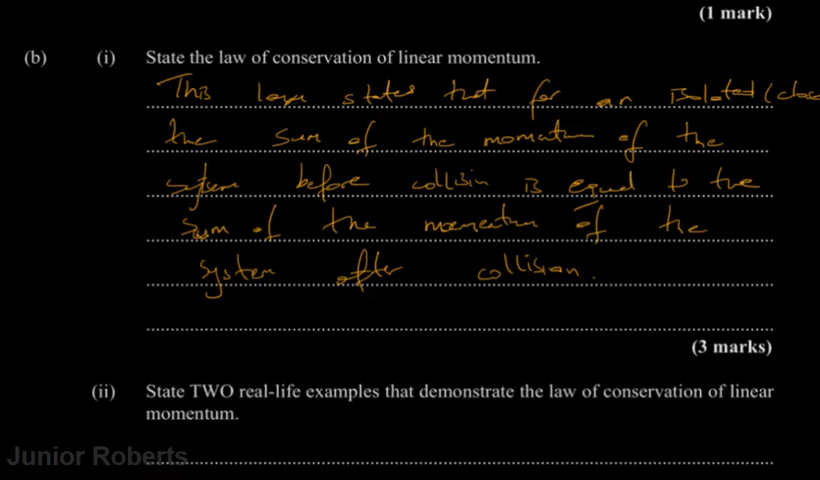 (1 mark)
(b) (i) State the law of conservation of linear momentum.
This law states that for an isolated (clos
the sum of the momentum of the
system before collision is equal to the
sum of the momentum of the
system after collision.
(3 marks)
(ii) State TWO real-life examples that demonstrate the law of conservation of linear
momentum.
Junior Roberts